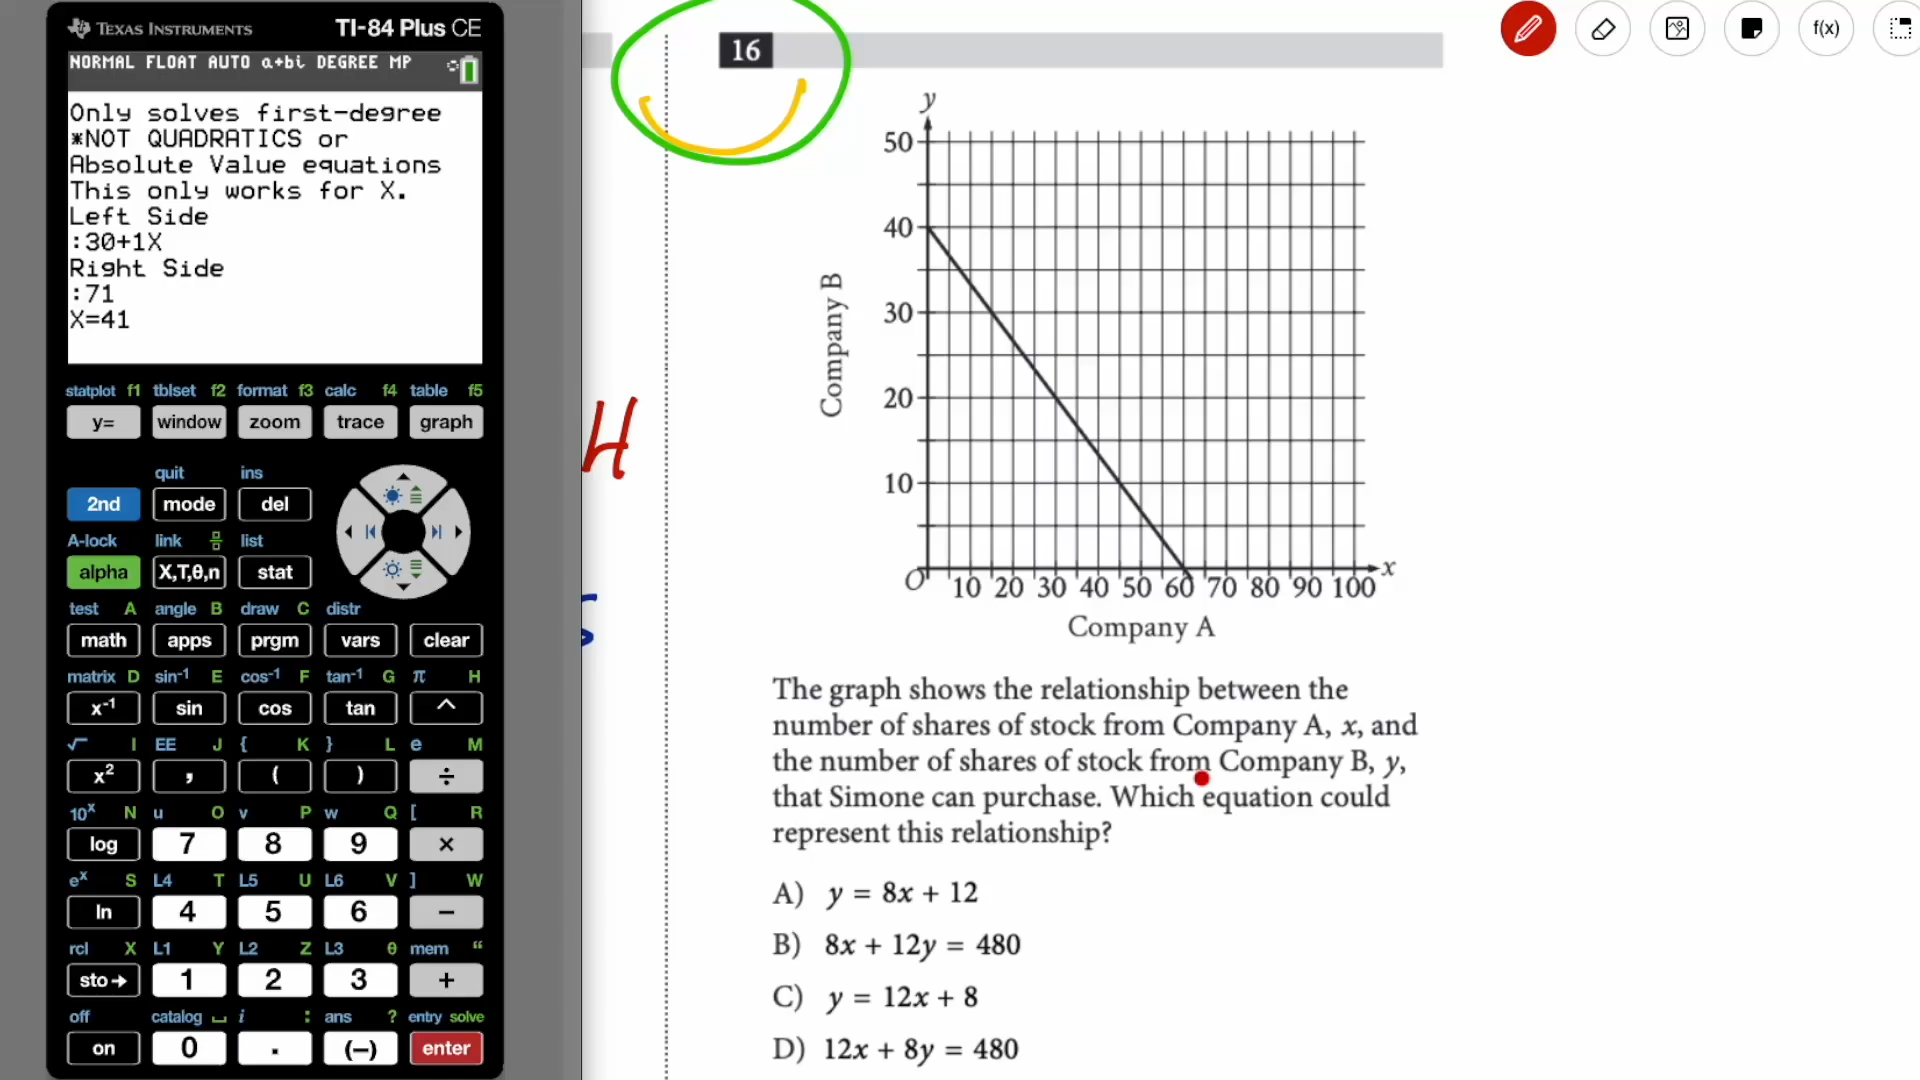 TEXAS INSTRUMENTS TI-84 Plus CE
NORMAL FLOAT AUTO a+bi DEGREE MP
Only solves first-degree
*NOT QUADRATICS or
Absolute Value equations
This only works for X.
Left Side
:30+1X
Right Side
:71
X=41
statplot f1 tblset f2 format f3 calc f4 table f5
y= window zoom trace graph
quit ins
2nd mode del
A-lock link list
alpha X,T,θ,n stat
test A angle B draw C distr
math apps prgm vars clear
matrix D sin⁻¹ E cos⁻¹ F tan⁻¹ G π H
x⁻¹ sin cos tan ^
√ I EE J { K } L e M
x² , ( ) ÷
10ˣ N u O v P w Q [ R
log 7 8 9 ×
eˣ S L4 T L5 U L6 V ] W
ln 4 5 6 −
rcl X L1 Y L2 Z L3 θ mem “
sto→ 1 2 3 +
off catalog ⎵ i : ans ? entry solve
on 0 . (−) enter
H
16
f(x)
y
50
40
30
20
10
Company B
O 10 20 30 40 50 60 70 80 90 100 x
Company A
The graph shows the relationship between the
number of shares of stock from Company A, x, and
the number of shares of stock from Company B, y,
that Simone can purchase. Which equation could
represent this relationship?
A) y = 8x + 12
B) 8x + 12y = 480
C) y = 12x + 8
D) 12x + 8y = 480